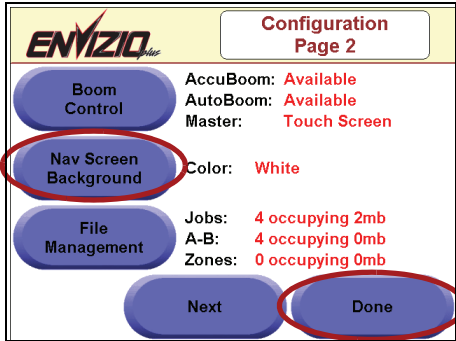 ENVIZIO plus
Configuration
Page 2
Boom
Control
AccuBoom: Available
AutoBoom: Available
Master: Touch Screen
Nav Screen
Background
Color: White
File
Management
Jobs: 4 occupying 2mb
A-B: 4 occupying 0mb
Zones: 0 occupying 0mb
Next
Done